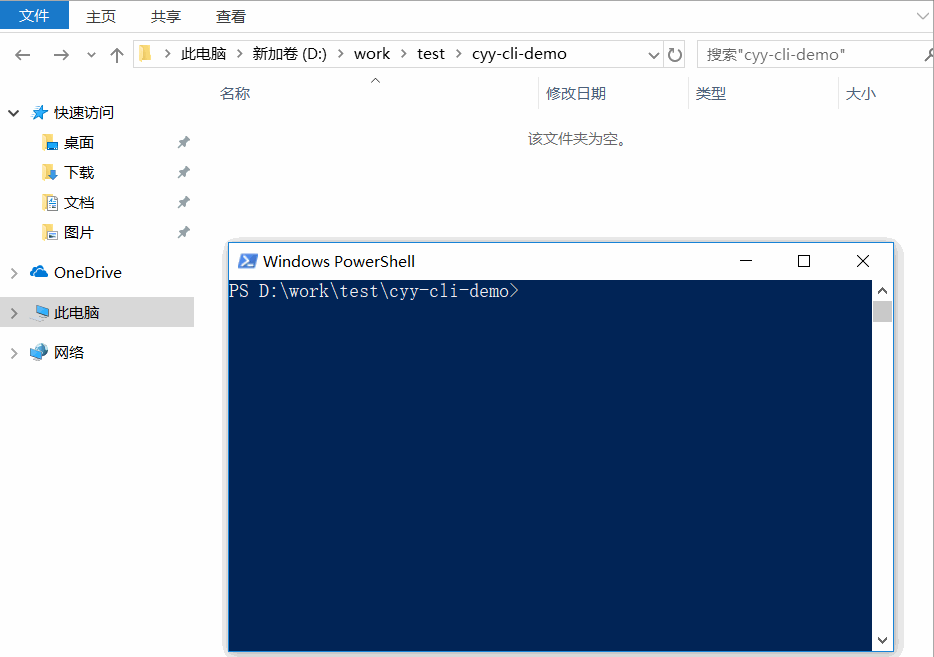 文件 主页 共享 查看
此电脑 新加卷 (D:) work test cyy-cli-demo 搜索"cyy-cli-demo"
名称 修改日期 类型 大小
快速访问
该文件夹为空。
桌面
下载
文档
图片
OneDrive
此电脑
网络
Windows PowerShell
PS D:\work\test\cyy-cli-demo>